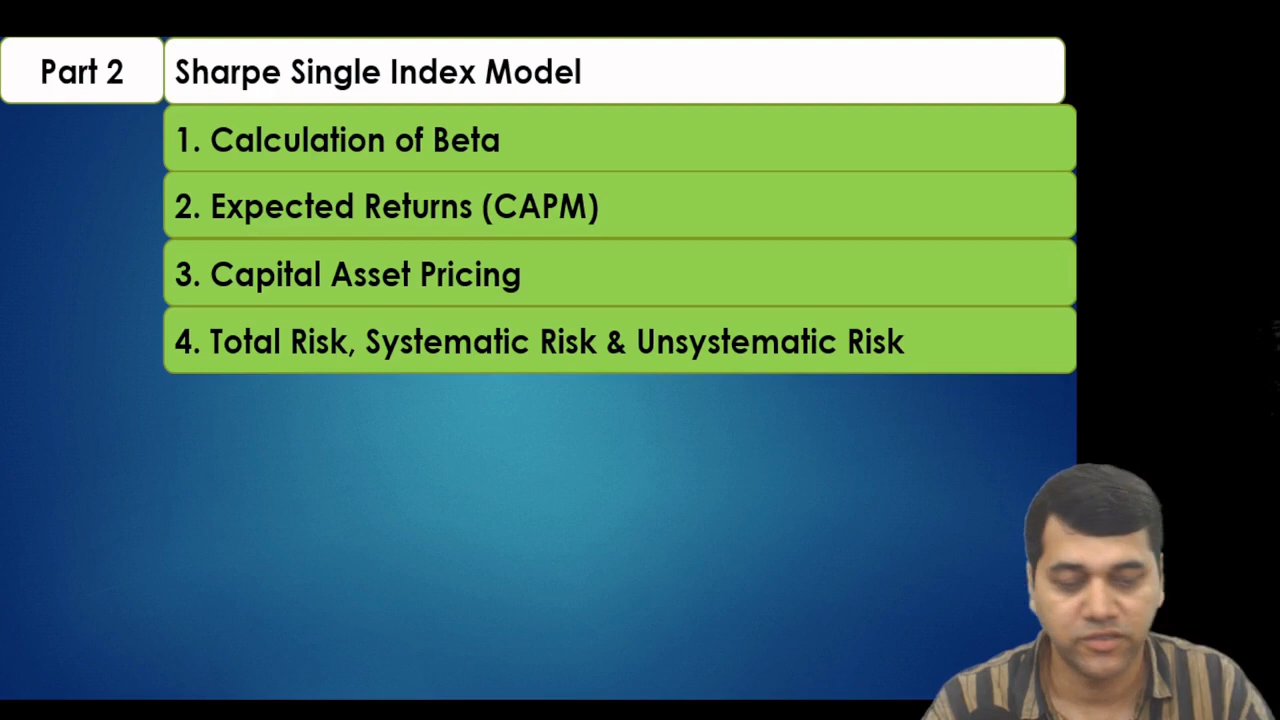 Part 2
Sharpe Single Index Model
1. Calculation of Beta
2. Expected Returns (CAPM)
3. Capital Asset Pricing
4. Total Risk, Systematic Risk & Unsystematic Risk